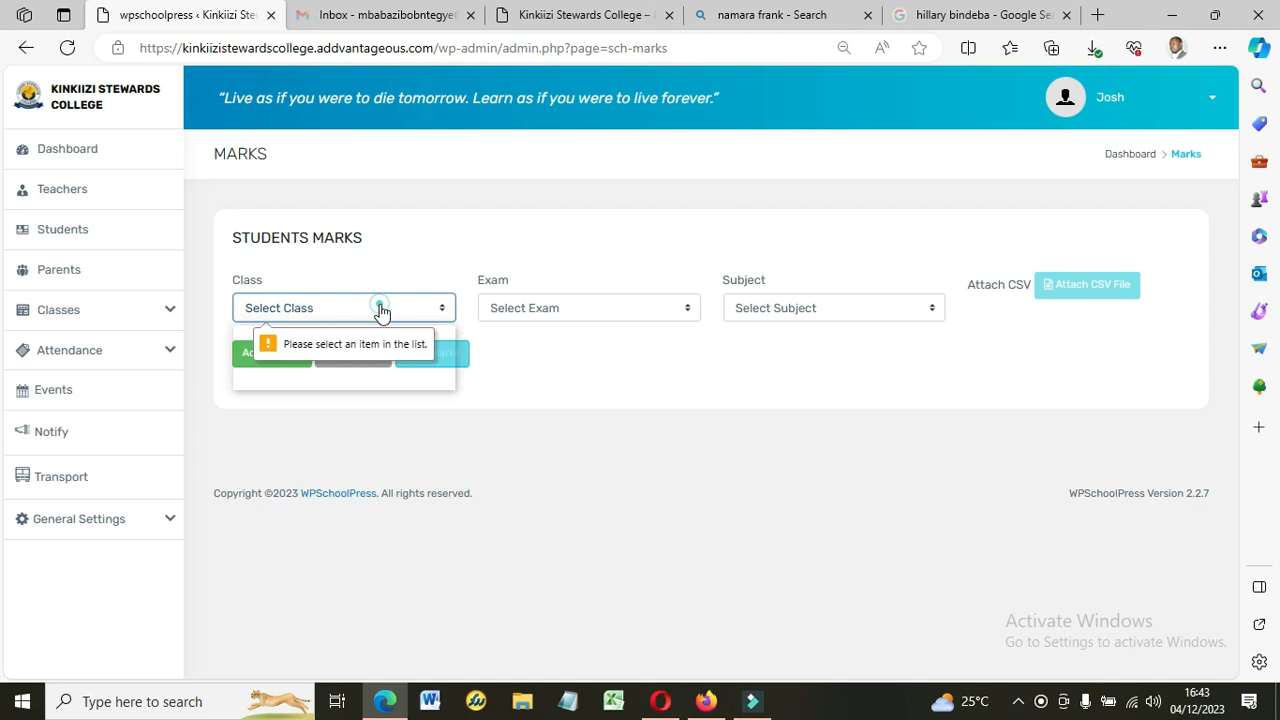 wpschoolpress ‹ Kinkiizi Ste
Inbox - mbabazibobntegye
Kinkiizi Stewards College –
namara frank - Search
hillary bindeba - Google Se
https://kinkiizistewardscollege.addvantageous.com/wp-admin/admin.php?page=sch-marks
KINKIIZI STEWARDS
COLLEGE
“Live as if you were to die tomorrow. Learn as if you were to live forever.”
Josh
Dashboard
Teachers
Students
Parents
Classes
Attendance
Events
Notify
Transport
General Settings
MARKS
Dashboard > Marks
STUDENTS MARKS
Class
Exam
Subject
Attach CSV
Attach CSV File
Select Class
Select Exam
Select Subject
Please select an item in the list.
Copyright ©2023 WPSchoolPress. All rights reserved.
WPSchoolPress Version 2.2.7
Activate Windows
Go to Settings to activate Windows.
Type here to search
25°C
16:43
04/12/2023